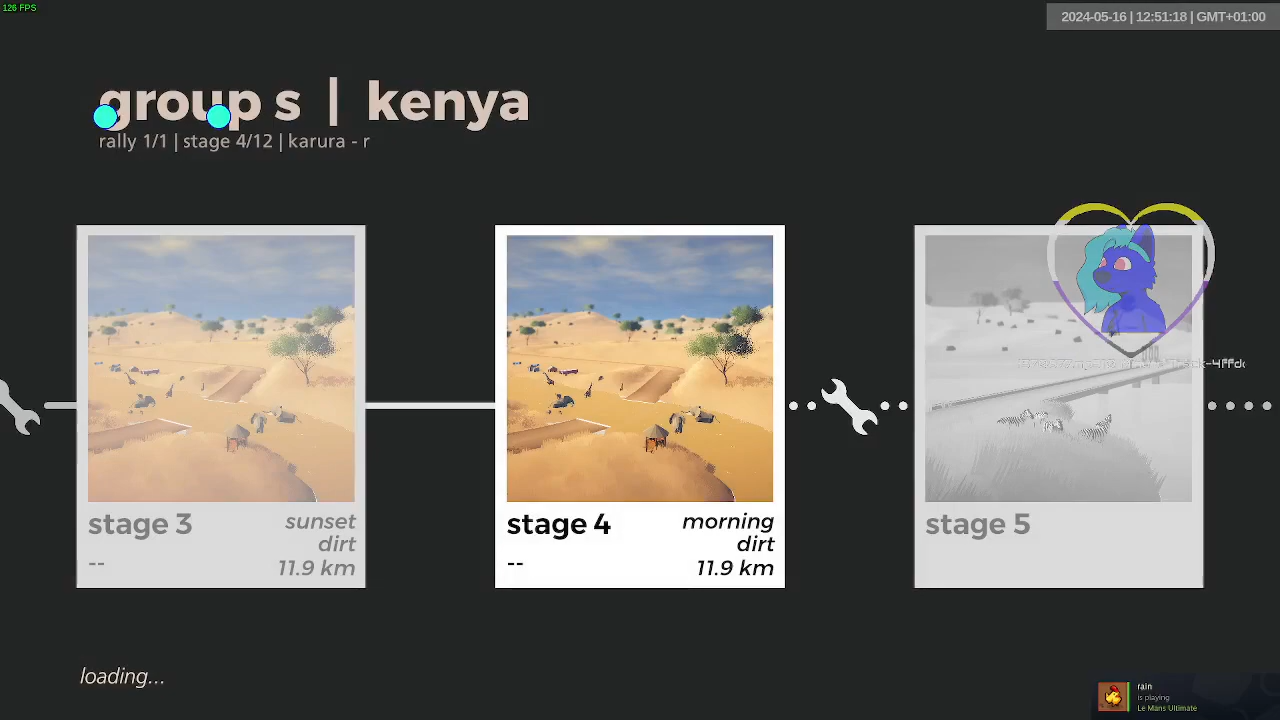 126 FPS
2024-05-16 | 12:51:18 | GMT+01:00
group s | kenya
rally 1/1 | stage 4/12 | karura - r
stage 3
sunset
dirt
--
11.9 km
stage 4
morning
dirt
--
11.9 km
stage 5
loading...
rain
is playing
Le Mans Ultimate